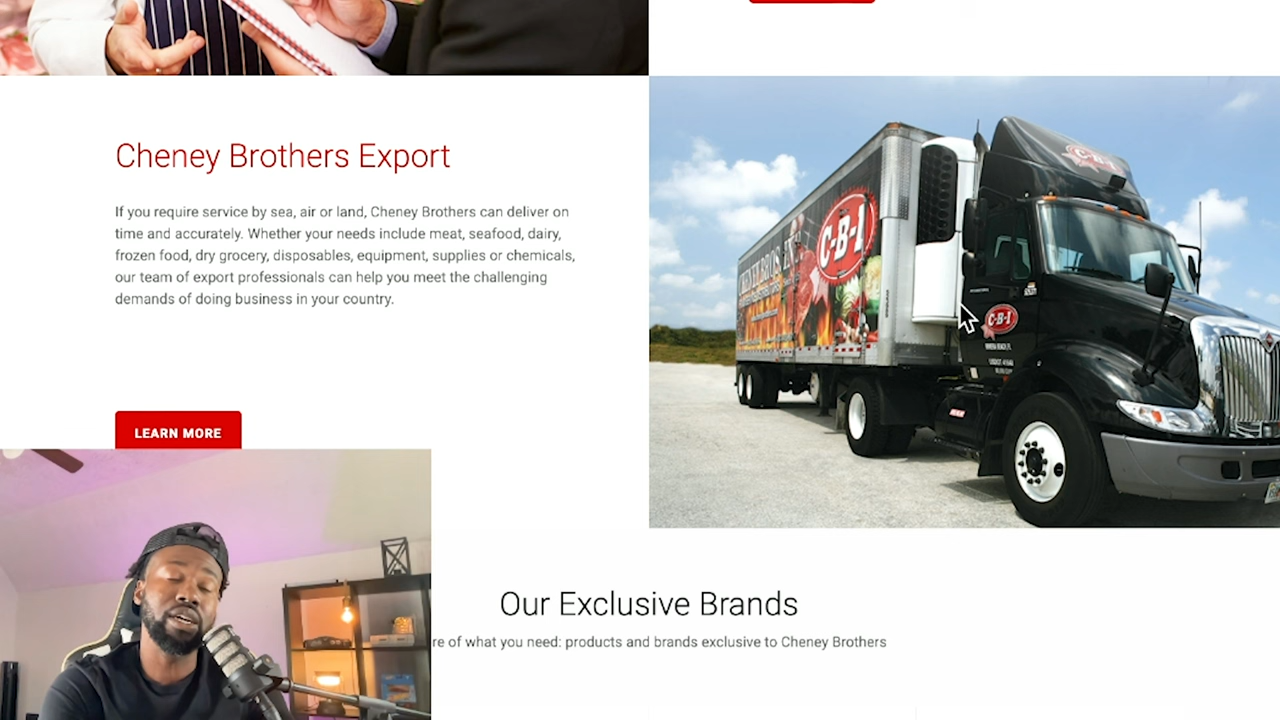 Cheney Brothers Export
If you require service by sea, air or land, Cheney Brothers can deliver on
time and accurately. Whether your needs include meat, seafood, dairy,
frozen food, dry grocery, disposables, equipment, supplies or chemicals,
our team of export professionals can help you meet the challenging
demands of doing business in your country.
LEARN MORE
C-B-I
CHENEY BROS. INC
C-B-I
C-B-I
Our Exclusive Brands
re of what you need: products and brands exclusive to Cheney Brothers